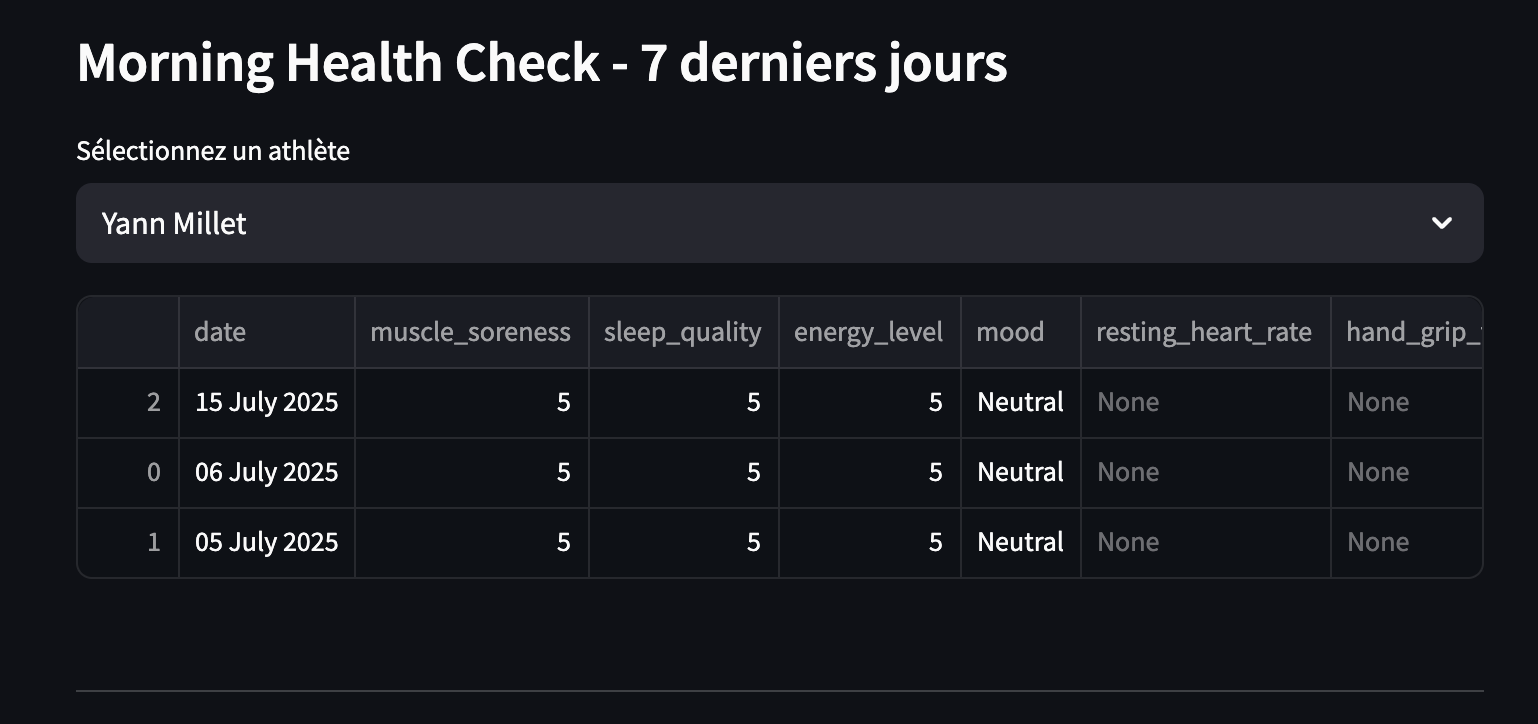 Morning Health Check - 7 derniers jours
Sélectionnez un athlète
Yann Millet
date muscle_soreness sleep_quality energy_level mood resting_heart_rate hand_grip_
2 15 July 2025 5 5 5 Neutral None None
0 06 July 2025 5 5 5 Neutral None None
1 05 July 2025 5 5 5 Neutral None None